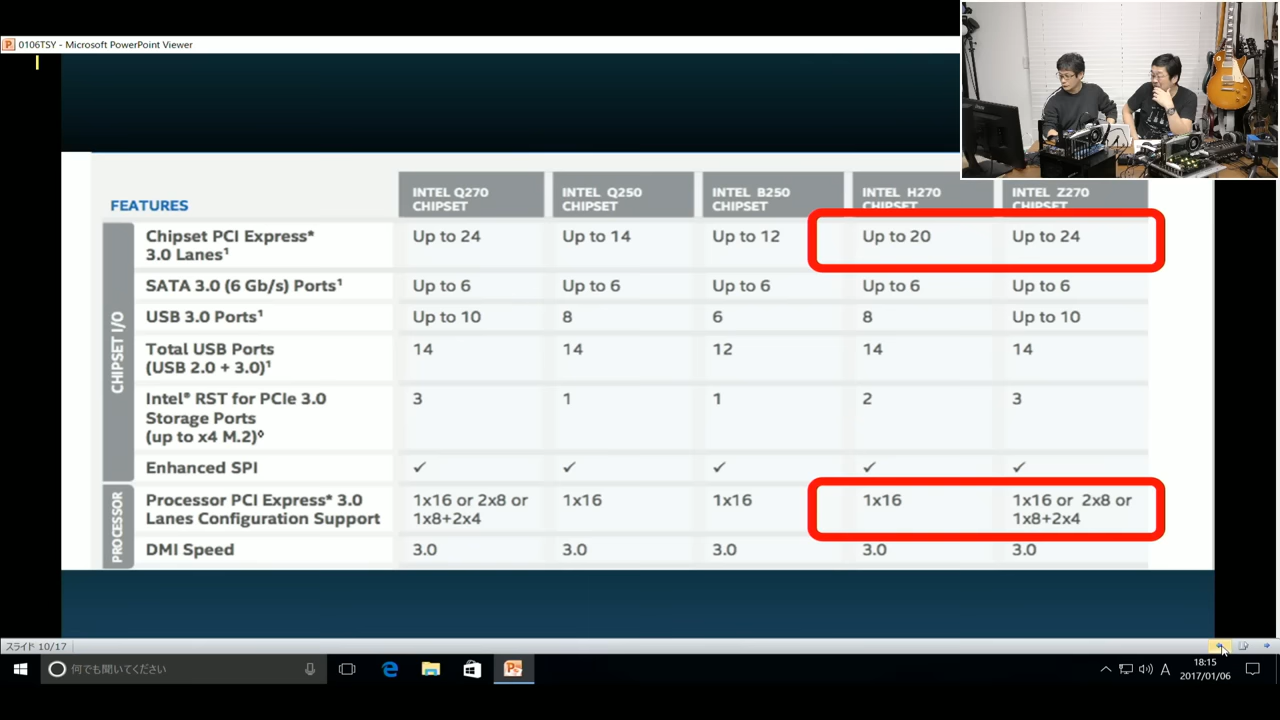 0106TSY - Microsoft PowerPoint Viewer
FEATURES
INTEL Q270
CHIPSET
INTEL Q250
CHIPSET
INTEL B250
CHIPSET
INTEL H270
CHIPSET
INTEL Z270
CHIPSET
CHIPSET I/O
Chipset PCI Express*
3.0 Lanes¹
Up to 24
Up to 14
Up to 12
Up to 20
Up to 24
SATA 3.0 (6 Gb/s) Ports¹
Up to 6
Up to 6
Up to 6
Up to 6
Up to 6
USB 3.0 Ports¹
Up to 10
8
6
8
Up to 10
Total USB Ports
(USB 2.0 + 3.0)¹
14
14
12
14
14
Intel® RST for PCIe 3.0
Storage Ports
(up to x4 M.2)◊
3
1
1
2
3
Enhanced SPI
✓
✓
✓
✓
✓
PROCESSOR
Processor PCI Express* 3.0
Lanes Configuration Support
1x16 or 2x8 or
1x8+2x4
1x16
1x16
1x16
1x16 or 2x8 or
1x8+2x4
DMI Speed
3.0
3.0
3.0
3.0
3.0
スライド 10/17
何でも聞いてください
A
18:15
2017/01/06